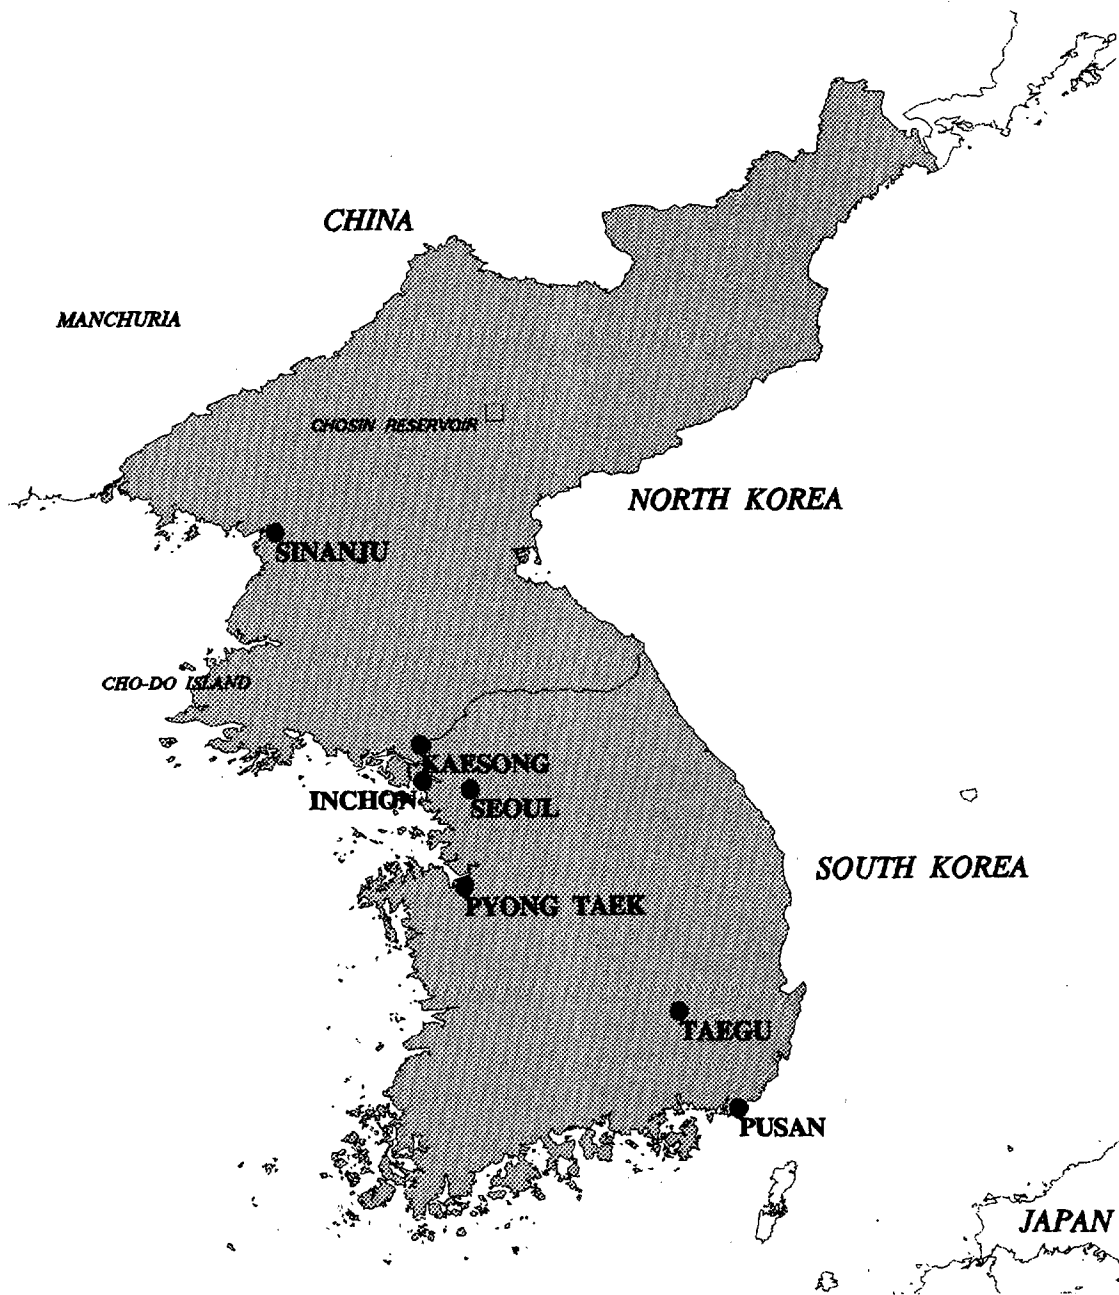 CHINA
MANCHURIA
CHOSIN RESERVOIR
NORTH KOREA
SINANJU
CHO-DO ISLAND
KAESONG
INCHON
SEOUL
SOUTH KOREA
PYONG TAEK
TAEGU
PUSAN
JAPAN